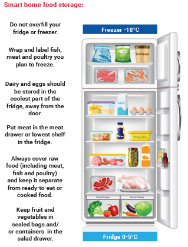 Smart home food storage:
Do not overfill your
fridge or freezer.
Wrap and label fish,
meat and poultry you
plan to freeze.
Dairy and eggs should
be stored in the
coolest part of the
fridge, away from the
door.
Put meat in the meat
drawer or lowest shelf
in the fridge.
Always cover raw
food (including meat,
fish and poultry)
and keep it separate
from ready to eat or
cooked food.
Keep fruit and
vegetables in
sealed bags and/
or containers in the
salad drawer.
Freezer -18°C
Fridge 0-5°C